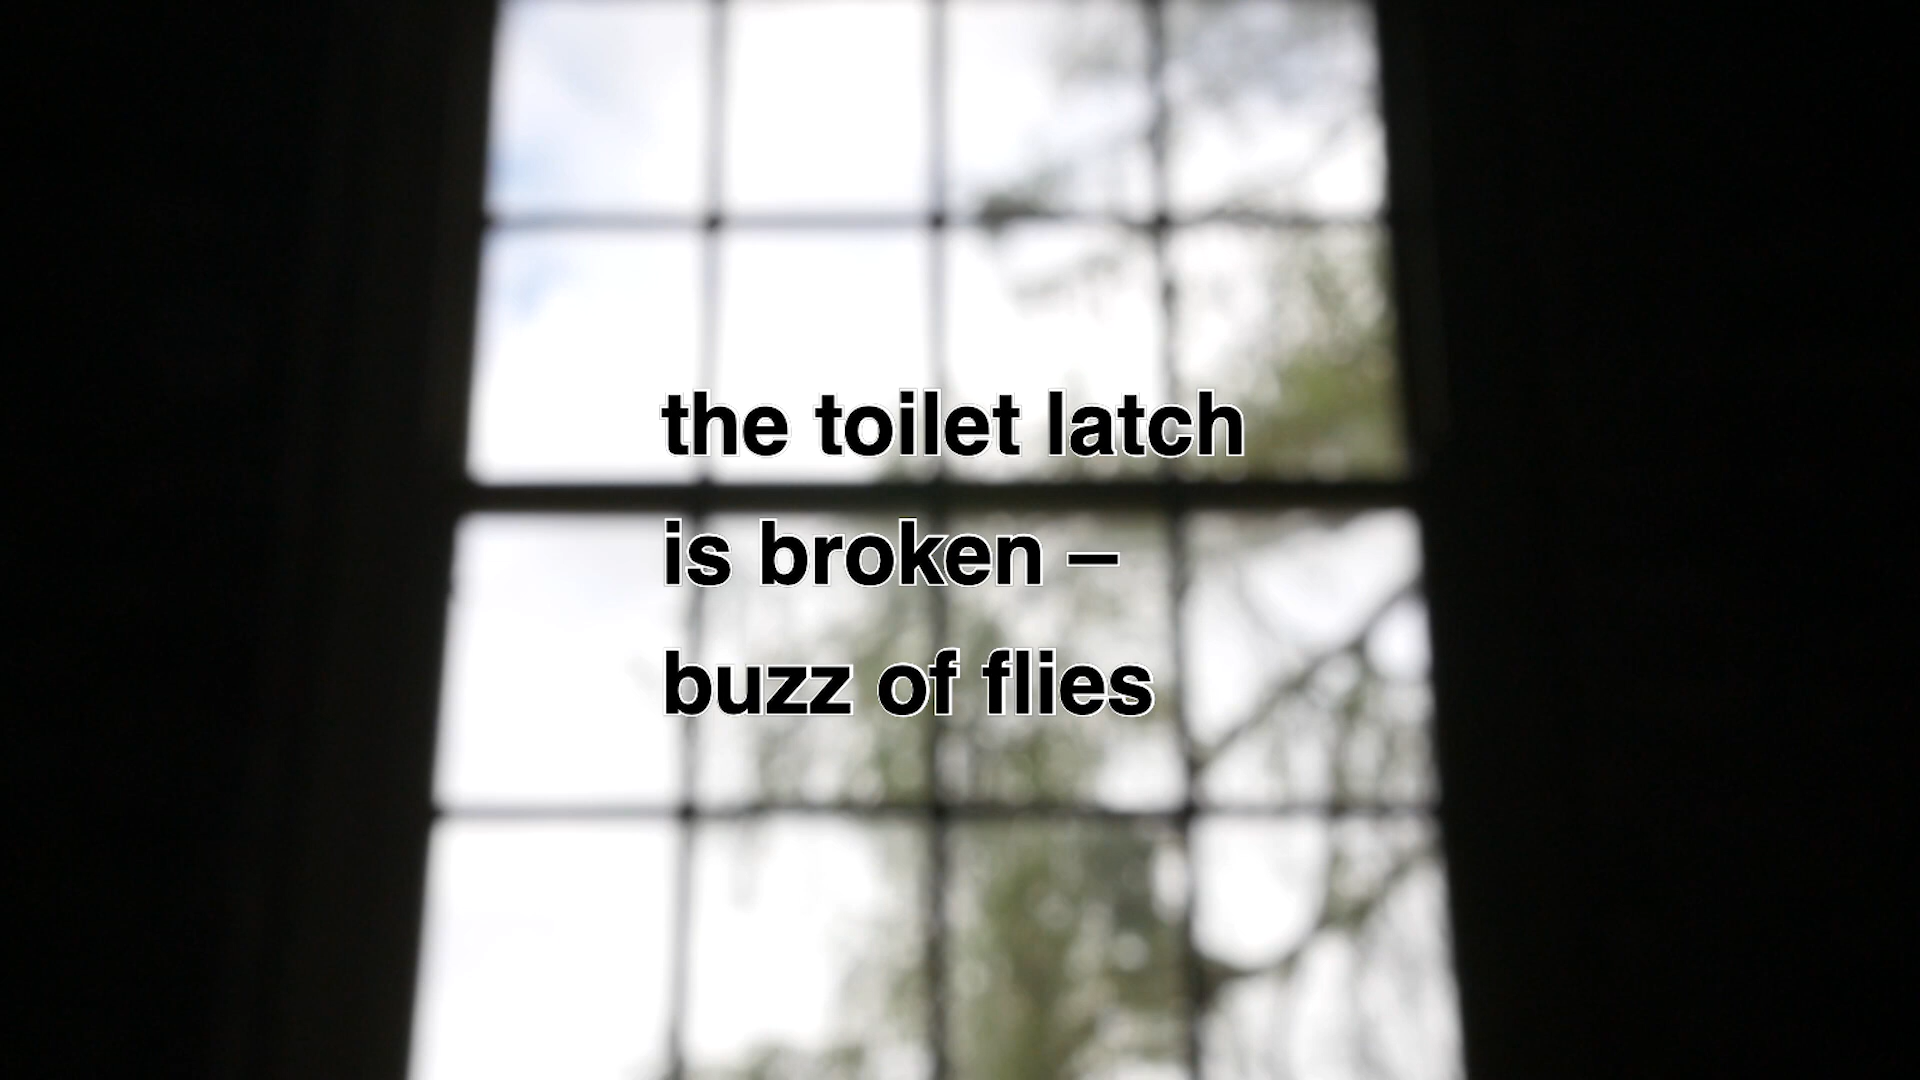 the toilet latch
is broken –
buzz of flies